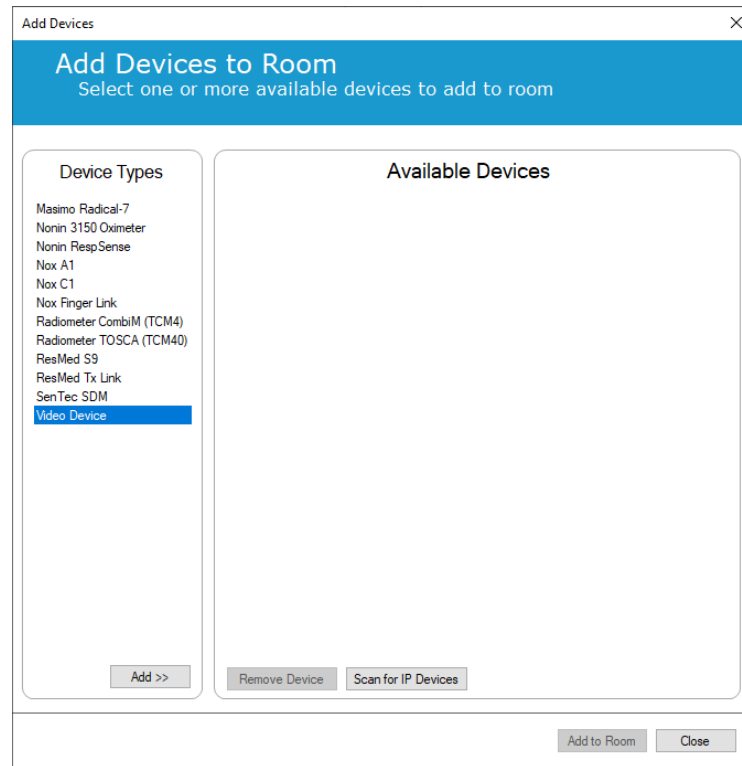 Add Devices
Add Devices to Room
Select one or more available devices to add to room
Device Types
Masimo Radical-7
Nonin 3150 Oximeter
Nonin RespSense
Nox A1
Nox C1
Nox Finger Link
Radiometer CombiM (TCM4)
Radiometer TOSCA (TCM40)
ResMed S9
ResMed Tx Link
SenTec SDM
Video Device
Add >>
Available Devices
Remove Device
Scan for IP Devices
Add to Room
Close